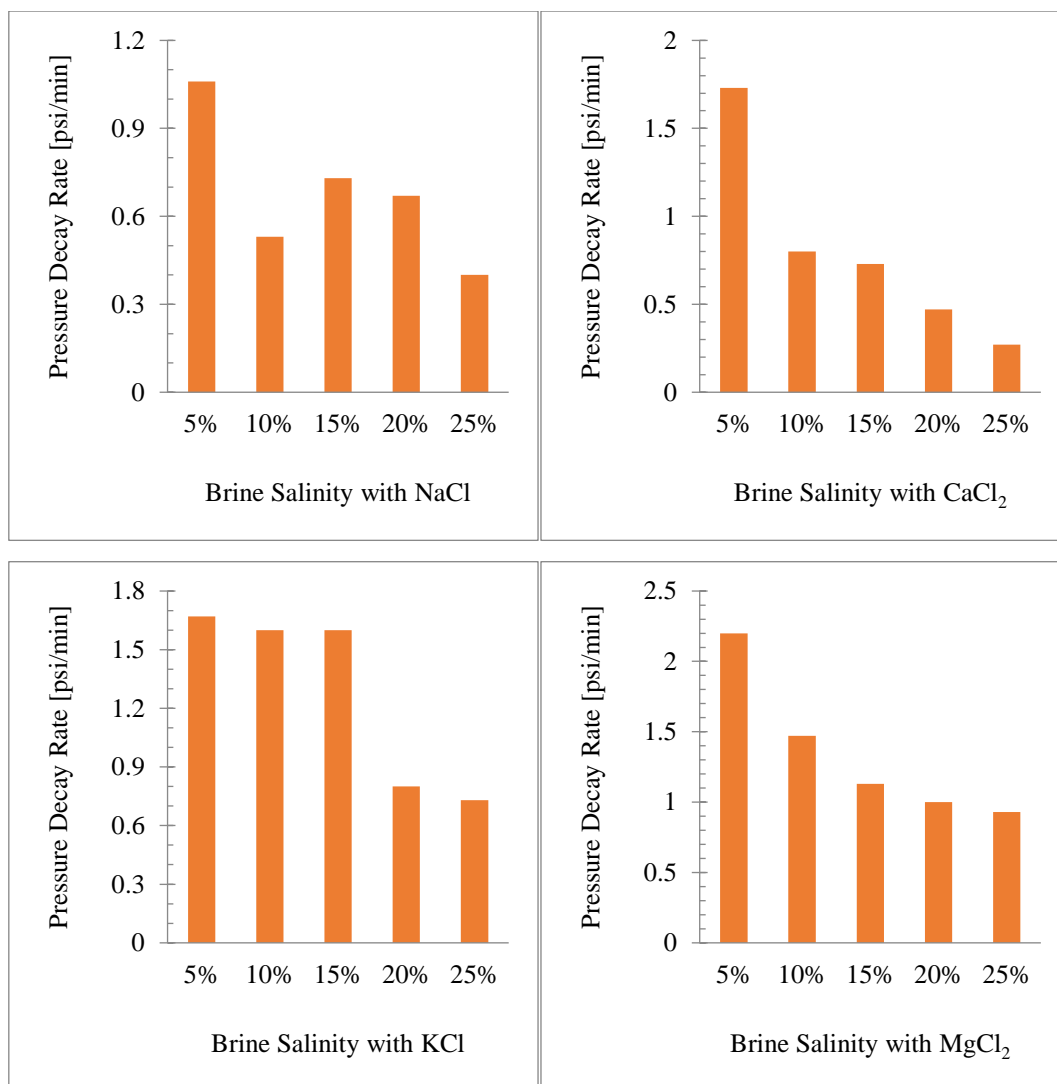 Pressure Decay Rate [psi/min]
1.2
0.9
0.6
0.3
0
5% 10% 15% 20% 25%
Brine Salinity with NaCl
Pressure Decay Rate [psi/min]
2
1.5
1
0.5
0
5% 10% 15% 20% 25%
Brine Salinity with CaCl₂
Pressure Decay Rate [psi/min]
1.8
1.5
1.2
0.9
0.6
0.3
0
5% 10% 15% 20% 25%
Brine Salinity with KCl
Pressure Decay Rate [psi/min]
2.5
2
1.5
1
0.5
0
5% 10% 15% 20% 25%
Brine Salinity with MgCl₂